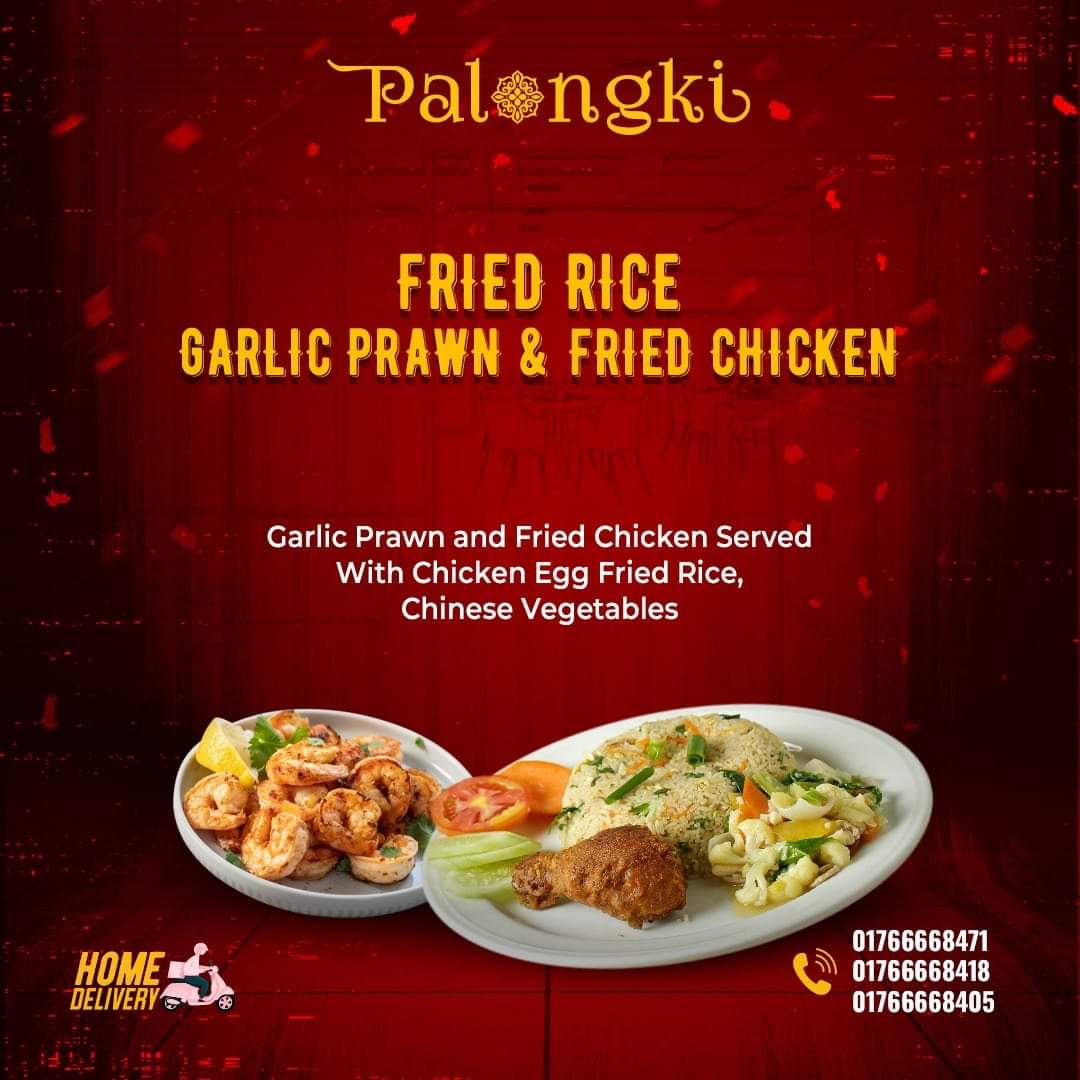 Palongki
FRIED RICE
GARLIC PRAWN & FRIED CHICKEN
Garlic Prawn and Fried Chicken Served
With Chicken Egg Fried Rice,
Chinese Vegetables
HOME
DELIVERY
01766668471
01766668418
01766668405